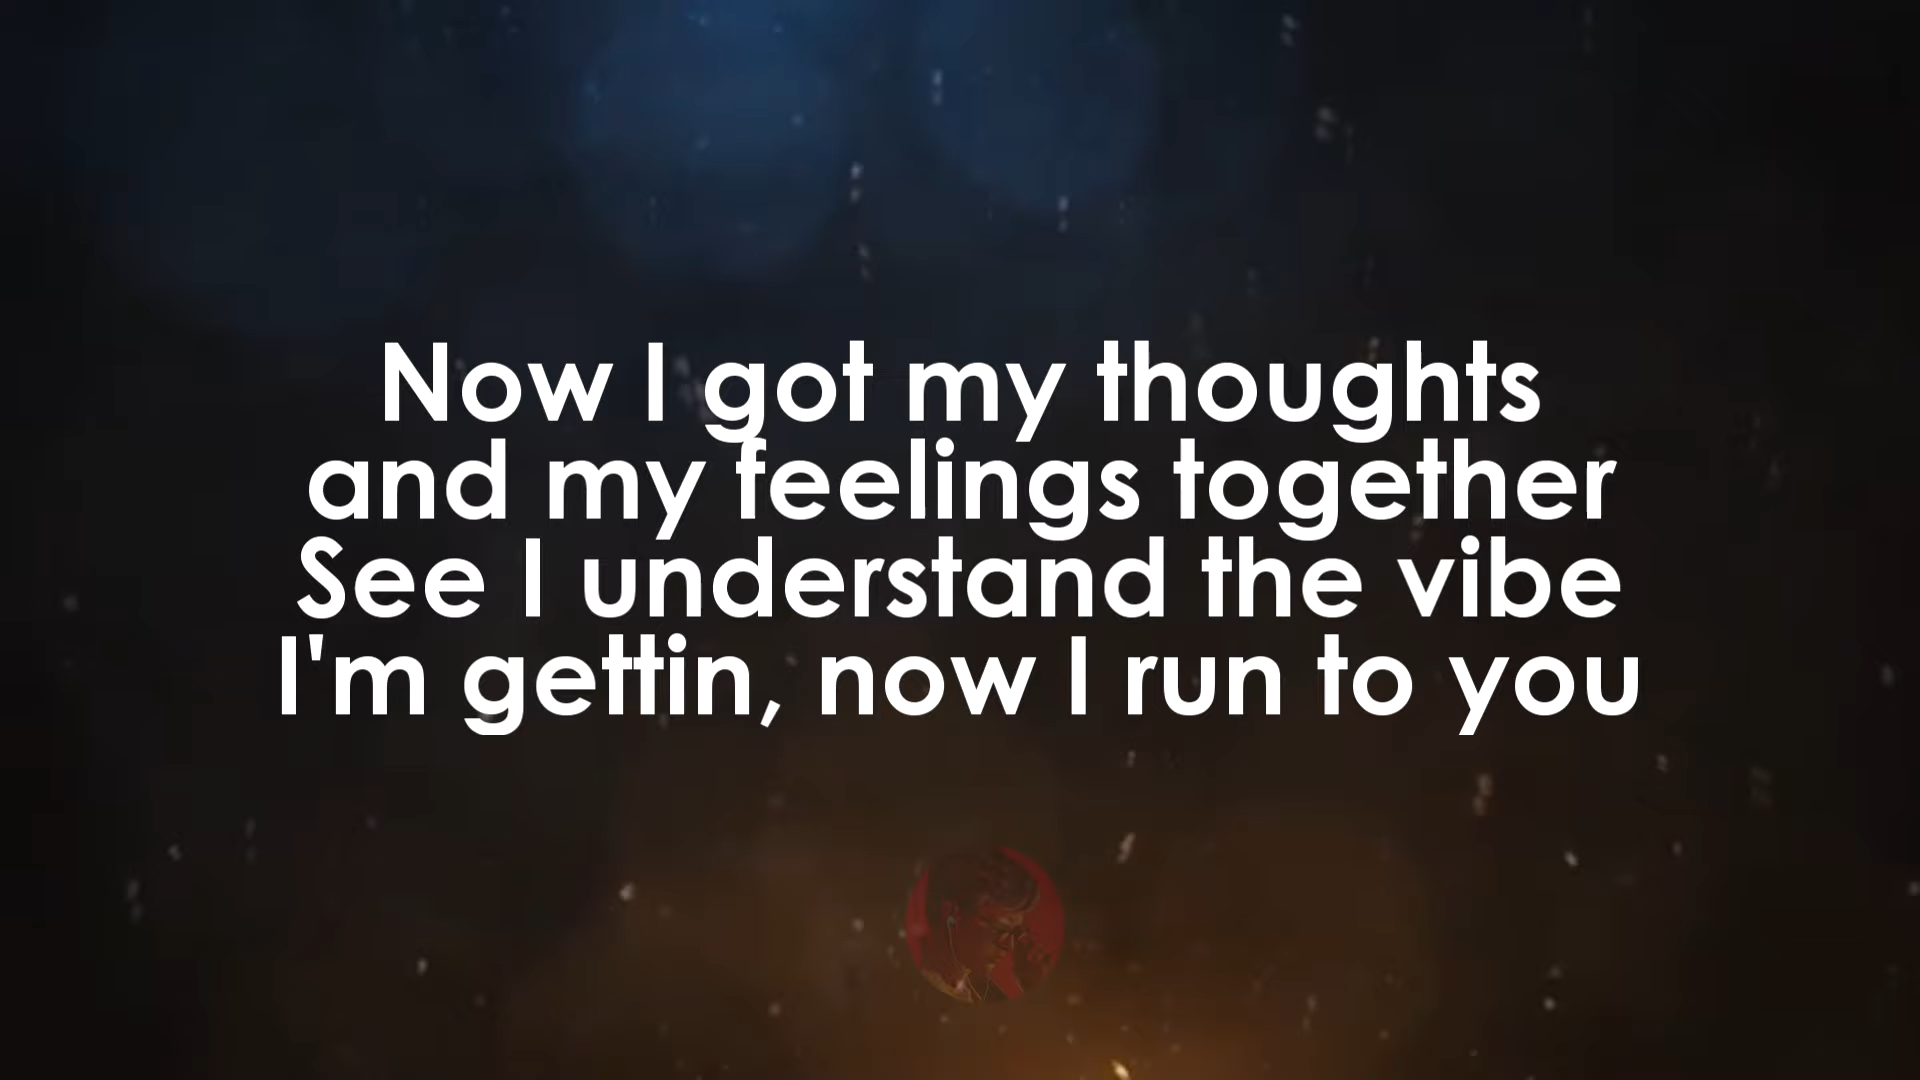 Now I got my thoughts
and my feelings together
See I understand the vibe
I'm gettin, now I run to you